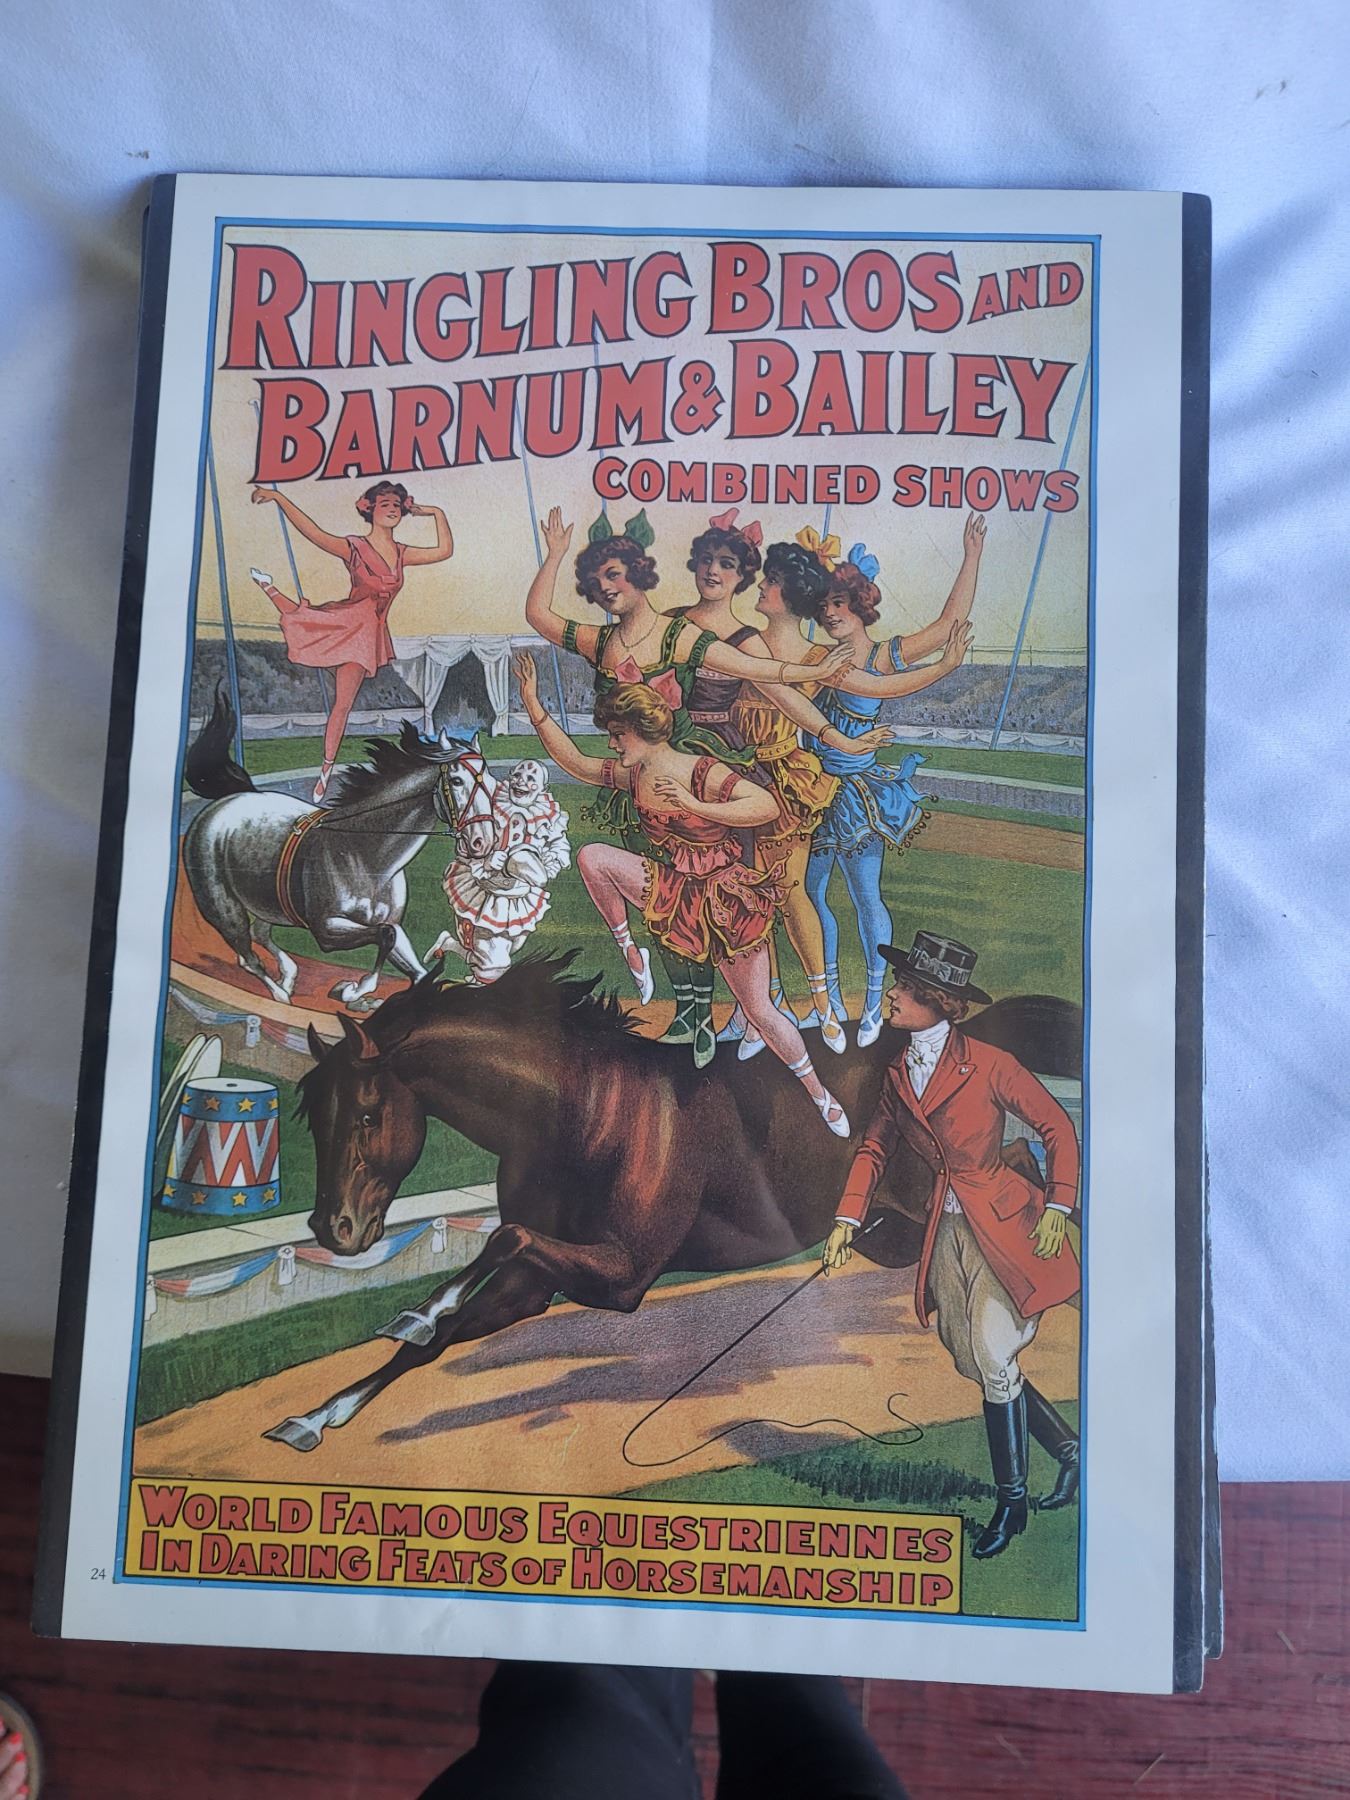 RINGLING BROS AND
BARNUM & BAILEY
COMBINED SHOWS
WORLD FAMOUS EQUESTRIENNES
IN DARING FEATS OF HORSEMANSHIP
24